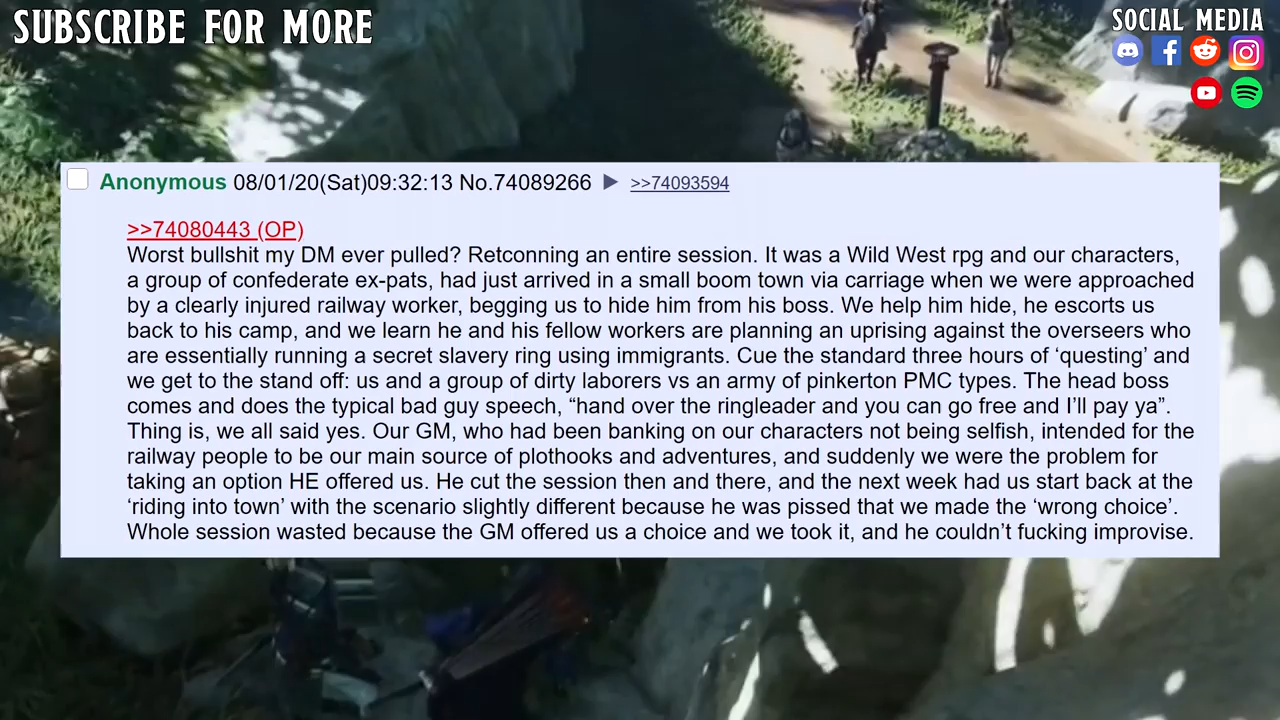 SUBSCRIBE FOR MORE
SOCIAL MEDIA
Anonymous 08/01/20(Sat)09:32:13 No.74089266 ▶ >>74093594
>>74080443 (OP)
Worst bullshit my DM ever pulled? Retconning an entire session. It was a Wild West rpg and our characters,
a group of confederate ex-pats, had just arrived in a small boom town via carriage when we were approached
by a clearly injured railway worker, begging us to hide him from his boss. We help him hide, he escorts us
back to his camp, and we learn he and his fellow workers are planning an uprising against the overseers who
are essentially running a secret slavery ring using immigrants. Cue the standard three hours of ‘questing’ and
we get to the stand off: us and a group of dirty laborers vs an army of pinkerton PMC types. The head boss
comes and does the typical bad guy speech, “hand over the ringleader and you can go free and I’ll pay ya”.
Thing is, we all said yes. Our GM, who had been banking on our characters not being selfish, intended for the
railway people to be our main source of plothooks and adventures, and suddenly we were the problem for
taking an option HE offered us. He cut the session then and there, and the next week had us start back at the
‘riding into town’ with the scenario slightly different because he was pissed that we made the ‘wrong choice’.
Whole session wasted because the GM offered us a choice and we took it, and he couldn’t fucking improvise.